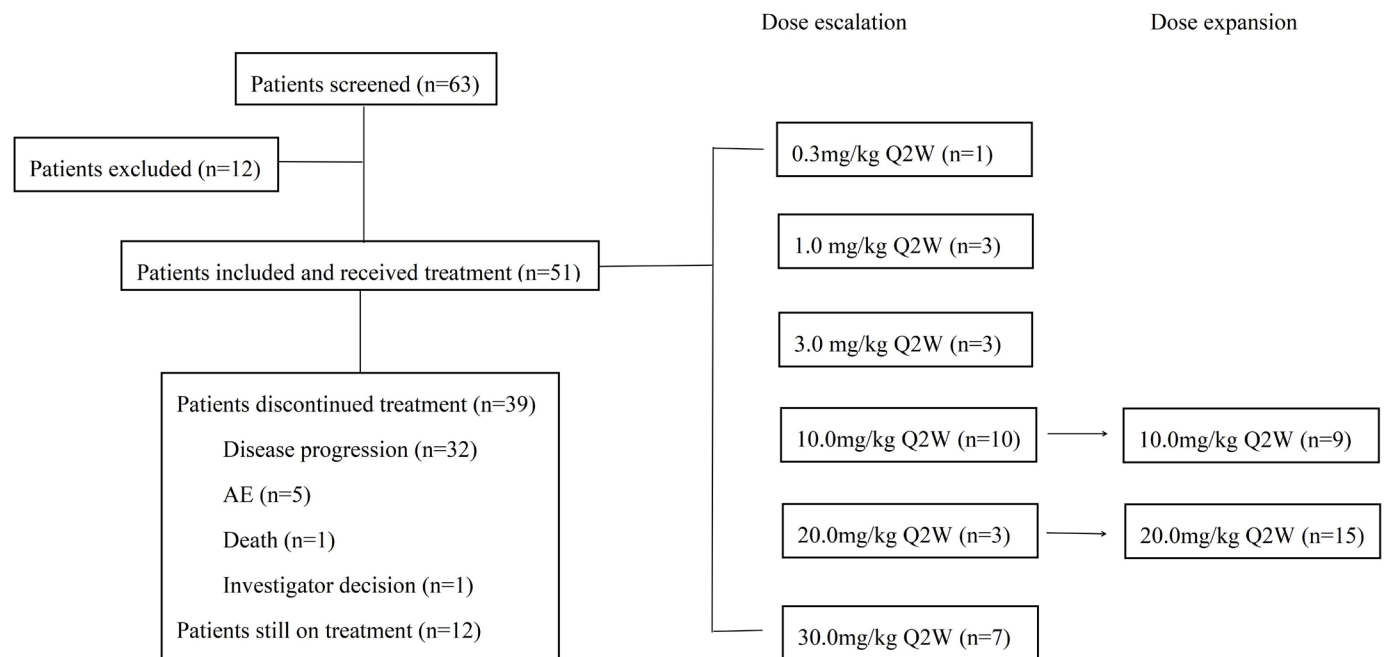 Dose escalation
Dose expansion
Patients screened (n=63)
Patients excluded (n=12)
Patients included and received treatment (n=51)
Patients discontinued treatment (n=39)
Disease progression (n=32)
AE (n=5)
Death (n=1)
Investigator decision (n=1)
Patients still on treatment (n=12)
0.3mg/kg Q2W (n=1)
1.0 mg/kg Q2W (n=3)
3.0 mg/kg Q2W (n=3)
10.0mg/kg Q2W (n=10)
10.0mg/kg Q2W (n=9)
20.0mg/kg Q2W (n=3)
20.0mg/kg Q2W (n=15)
30.0mg/kg Q2W (n=7)